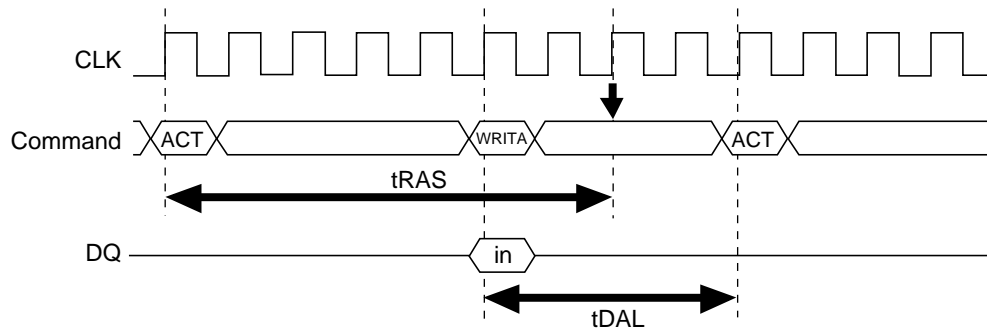 CLK
Command ACT WRITA ACT
tRAS
DQ in
tDAL